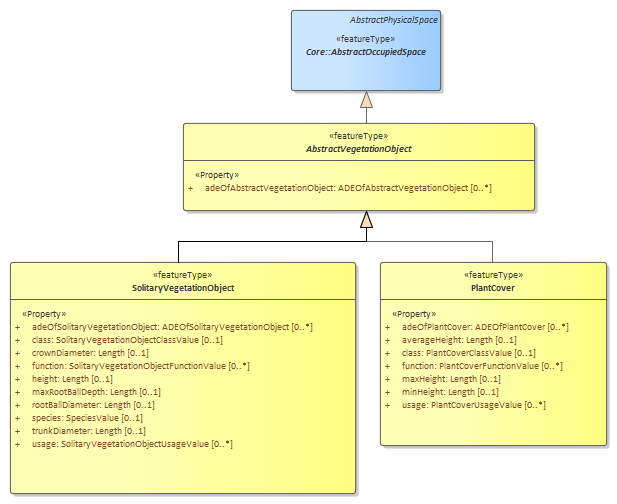 AbstractPhysicalSpace
«featureType»
Core::AbstractOccupiedSpace
«featureType»
AbstractVegetationObject
«Property»
+ adeOfAbstractVegetationObject: ADEOfAbstractVegetationObject [0..*]
«featureType»
SolitaryVegetationObject
«Property»
+ adeOfSolitaryVegetationObject: ADEOfSolitaryVegetationObject [0..*]
+ class: SolitaryVegetationObjectClassValue [0..1]
+ crownDiameter: Length [0..1]
+ function: SolitaryVegetationObjectFunctionValue [0..*]
+ height: Length [0..1]
+ maxRootBallDepth: Length [0..1]
+ rootBallDiameter: Length [0..1]
+ species: SpeciesValue [0..1]
+ trunkDiameter: Length [0..1]
+ usage: SolitaryVegetationObjectUsageValue [0..*]
«featureType»
PlantCover
«Property»
+ adeOfPlantCover: ADEOfPlantCover [0..*]
+ averageHeight: Length [0..1]
+ class: PlantCoverClassValue [0..1]
+ function: PlantCoverFunctionValue [0..*]
+ maxHeight: Length [0..1]
+ minHeight: Length [0..1]
+ usage: PlantCoverUsageValue [0..*]